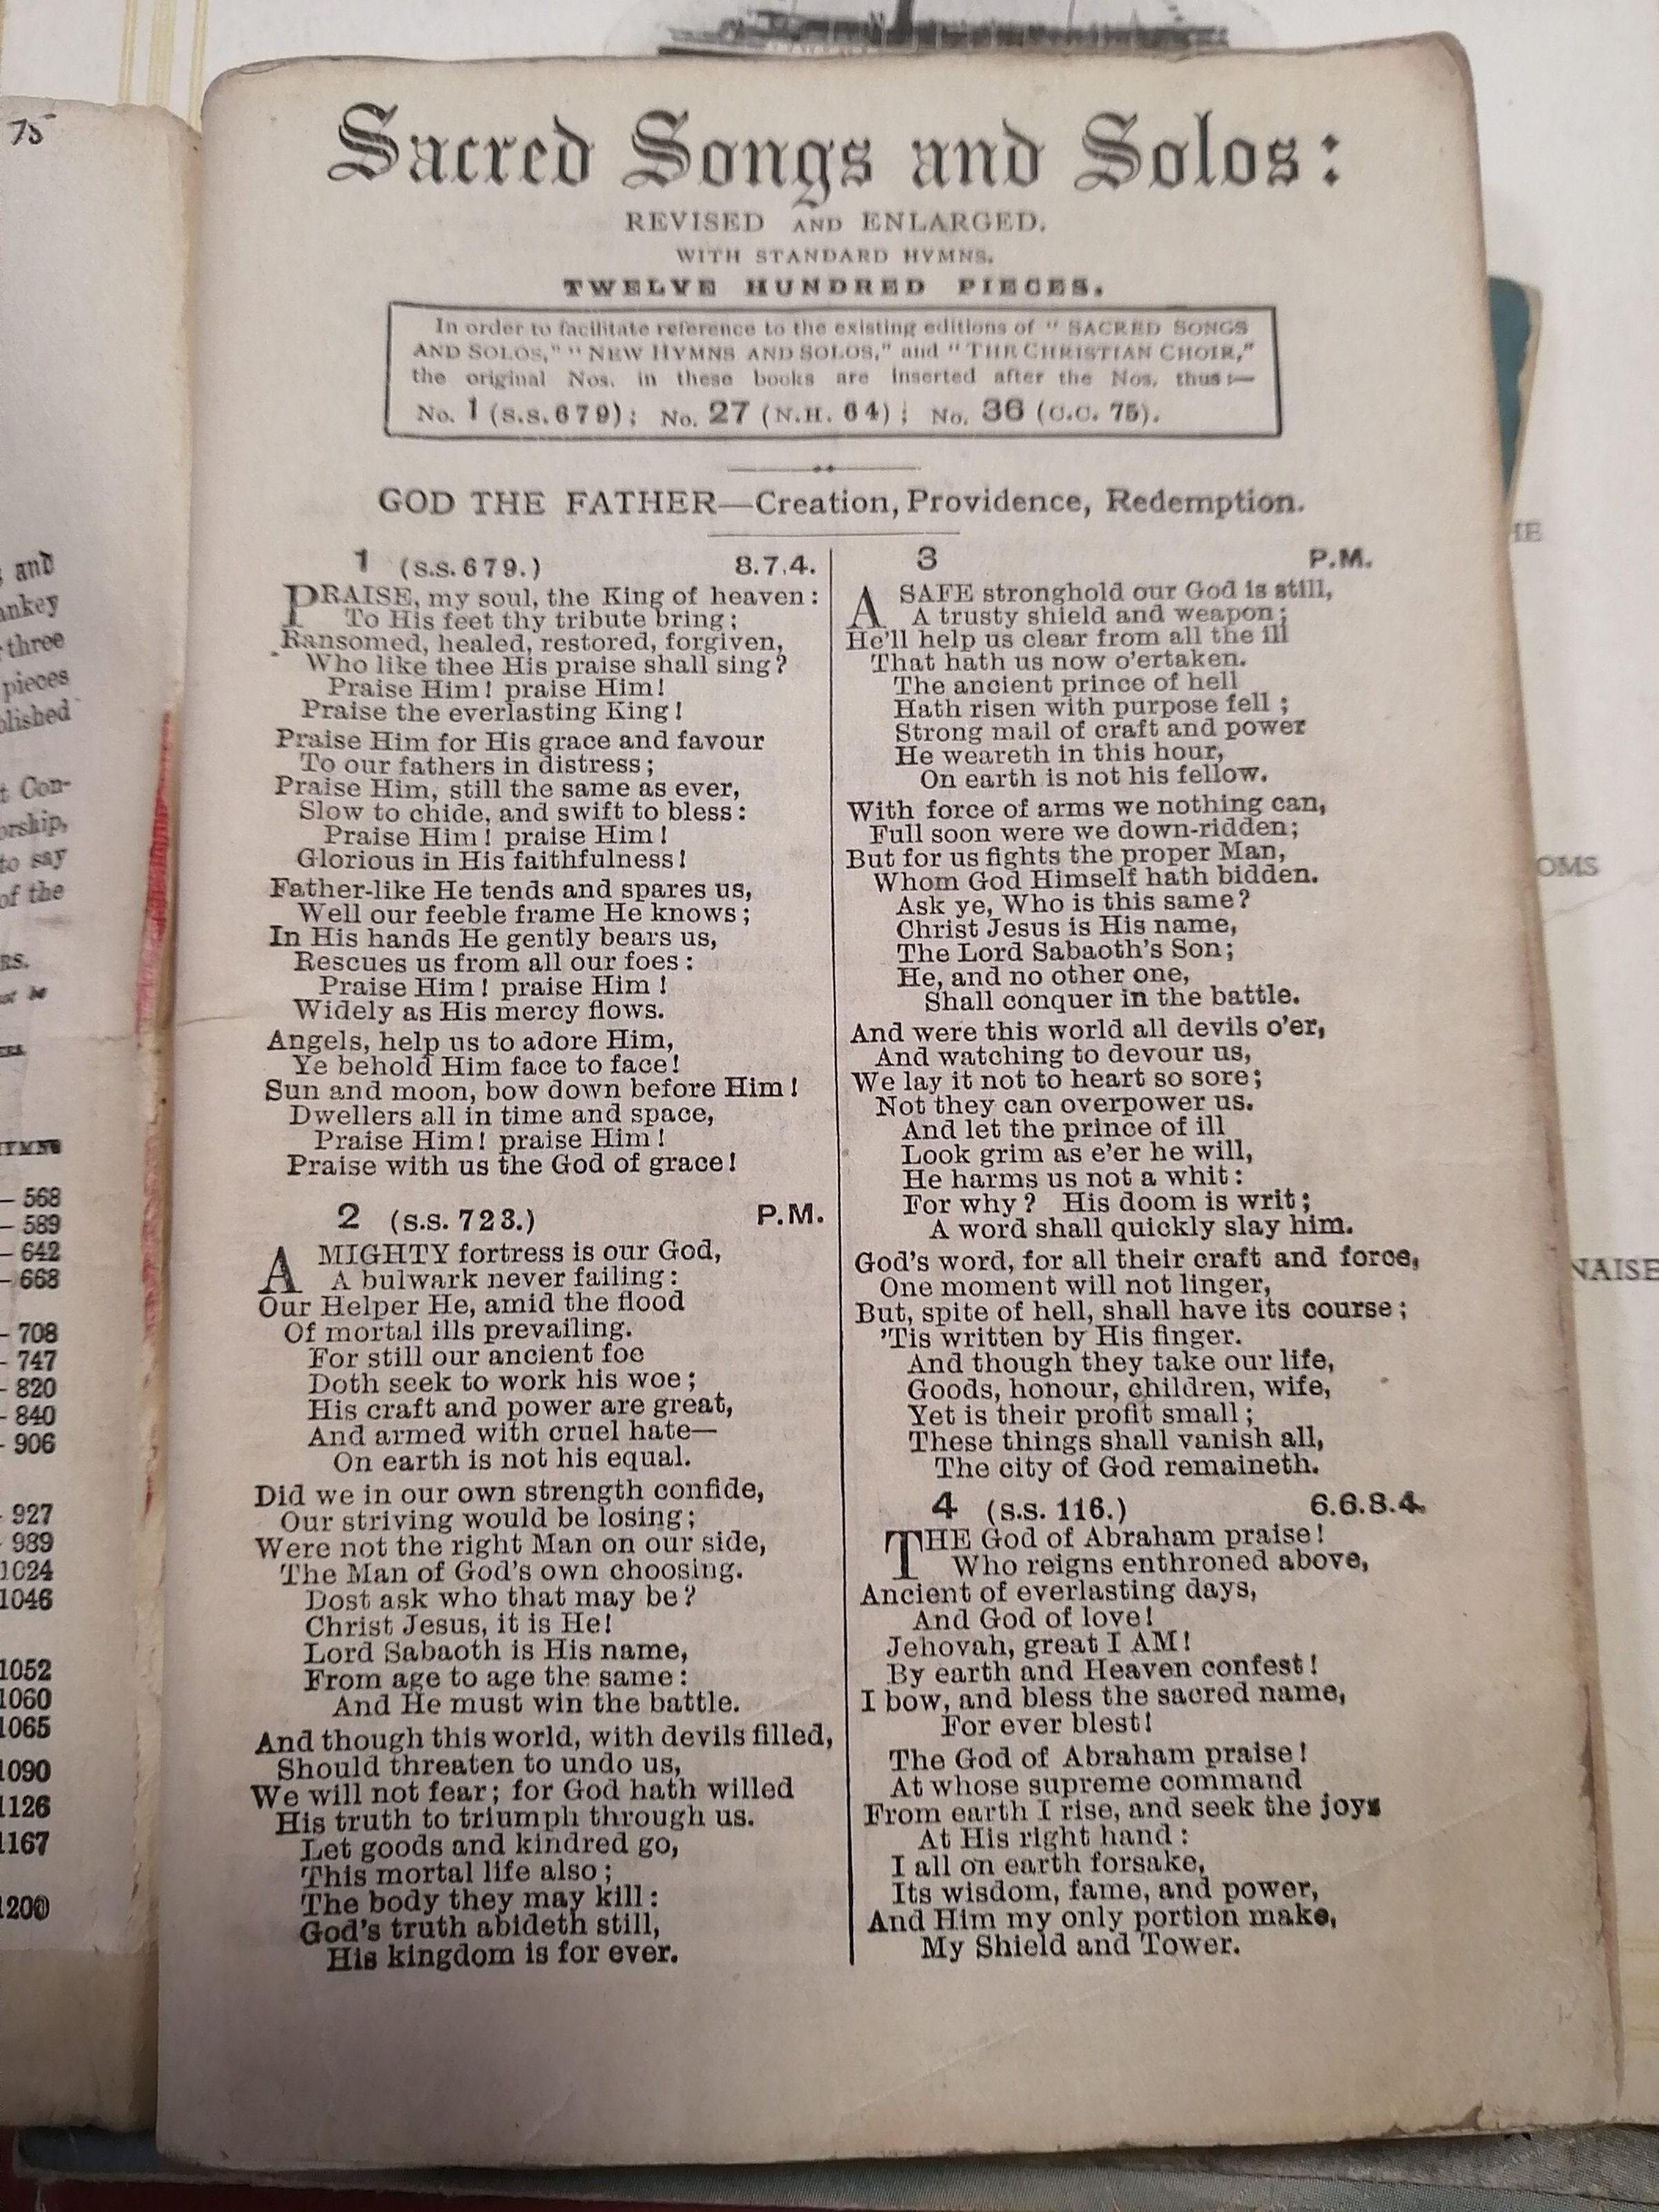 75
Sacred Songs and Solos:
REVISED AND ENLARGED.
WITH STANDARD HYMNS.
TWELVE HUNDRED PIECES.
In order to facilitate reference to the existing editions of "SACRED SONGS
AND SOLOS," "NEW HYMNS AND SOLOS," and "THE CHRISTIAN CHOIR,"
the original Nos. in these books are inserted after the Nos. thus:—
No. 1 (S.S. 679); No. 27 (N.H. 64); No. 36 (C.C. 75).
GOD THE FATHER—Creation, Providence, Redemption.
1 (S.S. 679.) 8.7.4.
PRAISE, my soul, the King of heaven:
To His feet thy tribute bring;
Ransomed, healed, restored, forgiven,
Who like thee His praise shall sing?
Praise Him! praise Him!
Praise the everlasting King!
Praise Him for His grace and favour
To our fathers in distress;
Praise Him, still the same as ever,
Slow to chide, and swift to bless:
Praise Him! praise Him!
Glorious in His faithfulness!
Father-like He tends and spares us,
Well our feeble frame He knows;
In His hands He gently bears us,
Rescues us from all our foes:
Praise Him! praise Him!
Widely as His mercy flows.
Angels, help us to adore Him,
Ye behold Him face to face!
Sun and moon, bow down before Him!
Dwellers all in time and space,
Praise Him! praise Him!
Praise with us the God of grace!
2 (S.S. 723.) P.M.
A MIGHTY fortress is our God,
A bulwark never failing:
Our Helper He, amid the flood
Of mortal ills prevailing.
For still our ancient foe
Doth seek to work his woe;
His craft and power are great,
And armed with cruel hate—
On earth is not his equal.
Did we in our own strength confide,
Our striving would be losing;
Were not the right Man on our side,
The Man of God's own choosing.
Dost ask who that may be?
Christ Jesus, it is He!
Lord Sabaoth is His name,
From age to age the same:
And He must win the battle.
And though this world, with devils filled,
Should threaten to undo us,
We will not fear; for God hath willed
His truth to triumph through us.
Let goods and kindred go,
This mortal life also;
The body they may kill:
God's truth abideth still,
His kingdom is for ever.
3 P.M.
A SAFE stronghold our God is still,
A trusty shield and weapon;
He'll help us clear from all the ill
That hath us now o'ertaken.
The ancient prince of hell
Hath risen with purpose fell;
Strong mail of craft and power
He weareth in this hour,
On earth is not his fellow.
With force of arms we nothing can,
Full soon were we down-ridden;
But for us fights the proper Man,
Whom God Himself hath bidden.
Ask ye, Who is this same?
Christ Jesus is His name,
The Lord Sabaoth's Son;
He, and no other one,
Shall conquer in the battle.
And were this world all devils o'er,
And watching to devour us,
We lay it not to heart so sore;
Not they can overpower us.
And let the prince of ill
Look grim as e'er he will,
He harms us not a whit:
For why? His doom is writ;
A word shall quickly slay him.
God's word, for all their craft and force,
One moment will not linger,
But, spite of hell, shall have its course;
'Tis written by His finger.
And though they take our life,
Goods, honour, children, wife,
Yet is their profit small;
These things shall vanish all,
The city of God remaineth.
4 (S.S. 116.) 6.6.8.4.
THE God of Abraham praise!
Who reigns enthroned above,
Ancient of everlasting days,
And God of love!
Jehovah, great I AM!
By earth and Heaven confest!
I bow, and bless the sacred name,
For ever blest!
The God of Abraham praise!
At whose supreme command
From earth I rise, and seek the joys
At His right hand:
I all on earth forsake,
Its wisdom, fame, and power,
And Him my only portion make,
My Shield and Tower.
and
three
pieces
t Con-
to say
of the
568
589
642
668
708
747
820
840
906
927
989
1024
1046
1052
1060
1065
1090
1126
1167
1200